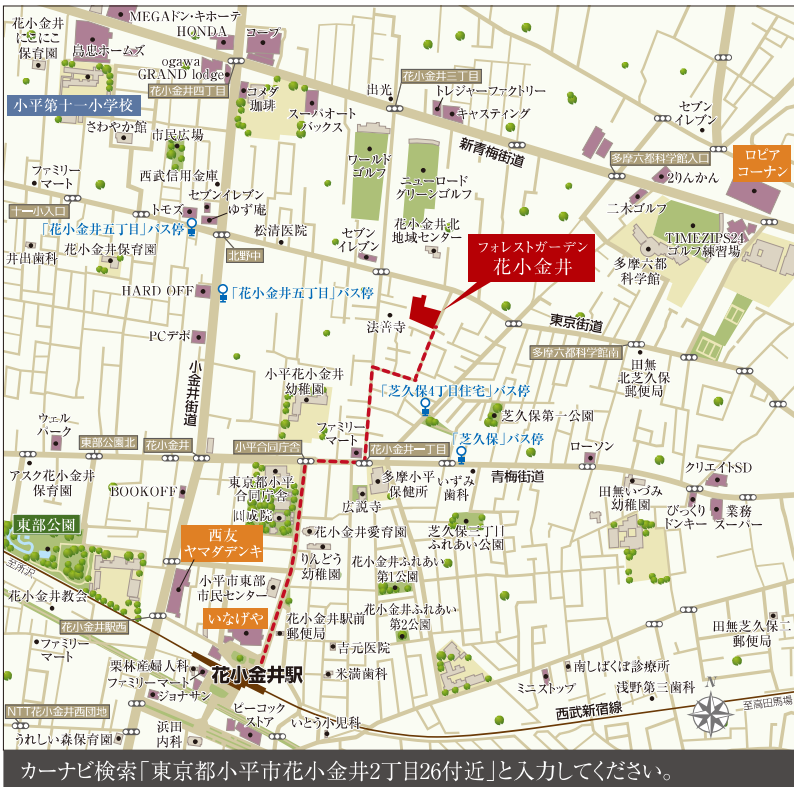 花小金井
にこにこ
保育園
島忠ホームズ
MEGAドン・キホーテ
HONDA
コープ
ogawa
GRAND lodge
花小金井四丁目
コメダ
珈琲
スーパーオート
バックス
出光
花小金井三丁目
トレジャーファクトリー
キャスティング
セブン
イレブン
小平第十一小学校
さわやか館
市民広場
新青梅街道
多摩六都科学館入口
ロピア
コーナン
2りんかん
ファミリー
マート
西武信用金庫
ワールド
ゴルフ
ニューロード
グリーンゴルフ
二木ゴルフ
十一小入口
トモズ
セブンイレブン
ゆず庵
「花小金井五丁目」バス停
松清医院
セブン
イレブン
花小金井北
地域センター
フォレストガーデン
花小金井
TIMEZIPS24
ゴルフ練習場
多摩六都
科学館
井出歯科
花小金井保育園
北野中
HARD OFF
「花小金井五丁目」バス停
法善寺
東京街道
PCデポ
多摩六都科学館南
田無
北芝久保
郵便局
小金井街道
小平花小金井
幼稚園
「芝久保4丁目住宅」バス停
芝久保第一公園
ウェル
パーク
東部公園北
花小金井
小平合同庁舎
ファミリー
マート
花小金井一丁目
「芝久保」バス停
ローソン
アスク花小金井
保育園
BOOKOFF
東京都小平
合同庁舎
円成院
多摩小平
保健所
いずみ
歯科
青梅街道
クリエイトSD
広説寺
田無いづみ
幼稚園
びっくり
ドンキー
業務
スーパー
東部公園
西友
ヤマダデンキ
花小金井愛育園
りんどう
幼稚園
芝久保三丁目
ふれあい公園
花小金井ふれあい
第1公園
至所沢
花小金井教会
小平市東部
市民センター
いなげや
花小金井ふれあい
第2公園
花小金井駅西
花小金井駅前
郵便局
吉元医院
田無芝久保二
郵便局
ファミリー
マート
栗林産婦人科
ファミリーマート
ジョナサン
花小金井駅
米満歯科
南しばくぼ診療所
ミニストップ
浅野第三歯科
N
NTT花小金井西団地
うれしい森保育園
浜田
内科
ピーコック
ストア
いとう小児科
西武新宿線
至高田馬場
カーナビ検索「東京都小平市花小金井2丁目26付近」と入力してください。